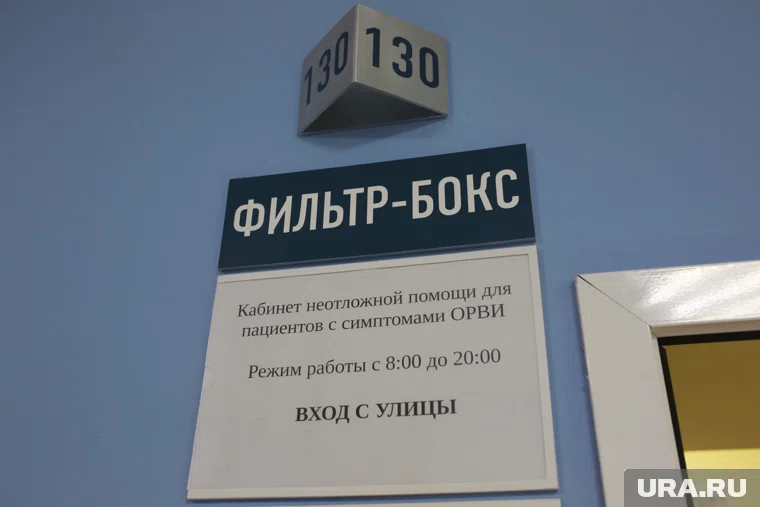 130 130
ФИЛЬТР-БОКС
Кабинет неотложной помощи для
пациентов с симптомами ОРВИ
Режим работы с 8:00 до 20:00
ВХОД С УЛИЦЫ
URA.RU